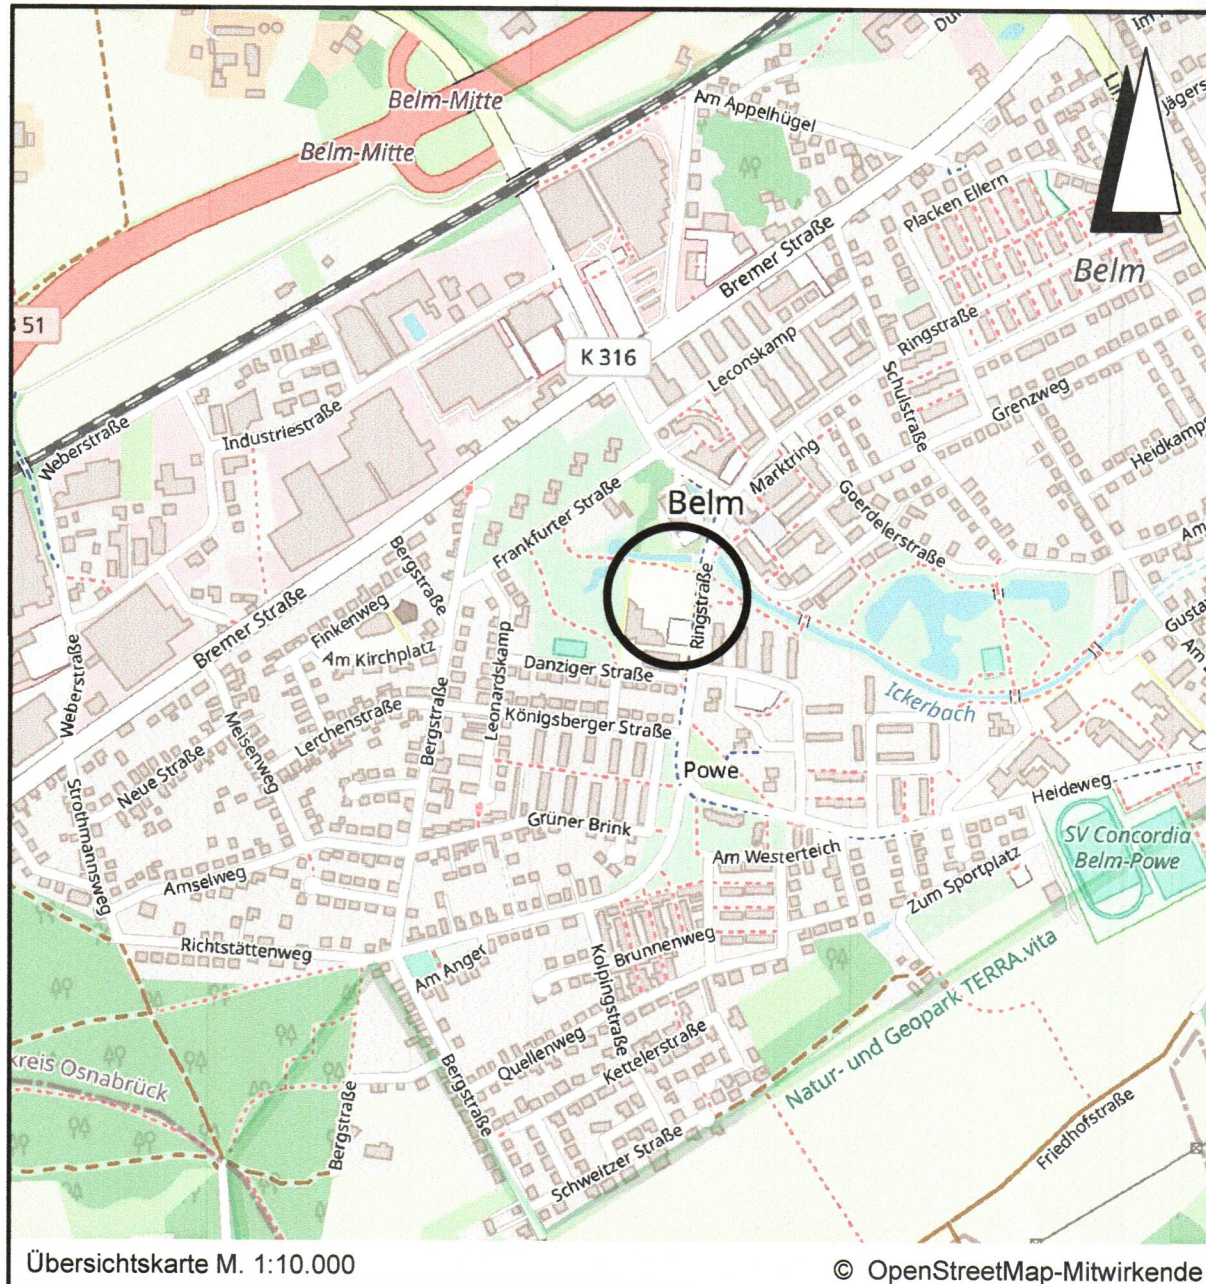 Belm-Mitte
Belm-Mitte
Am Appelhügel
Jägers
Placken Ellern
Belm
Bremer Straße
51
K 316
Ringstraße
Leconskamp
Schulstraße
Grenzweg
Weberstraße
Industriestraße
Heidkamps
Marktring
Frankfurter Straße
Belm
Goerdelerstraße
Bergstraße
Am
Ringstraße
Bremer Straße
Finkenweg
Am Kirchplatz
Weberstraße
Leonardskamp
Danziger Straße
Ickerbach
Gustav
Am
Lerchenstraße
Bergstraße
Königsberger Straße
Meisenweg
Neue Straße
Powe
Heideweg
Strothmannsweg
Grüner Brink
Am Westerteich
SV Concordia
Belm-Powe
Amselweg
Zum Sportplatz
Richtstättenweg
Am Anger
Brunnenweg
Kolpingstraße
Natur- und Geopark TERRA.vita
Quellenweg
Kettelerstraße
kreis Osnabrück
Bergstraße
Bergstraße
Schweitzer Straße
Friedhofstraße
Übersichtskarte M. 1:10.000
© OpenStreetMap-Mitwirkende